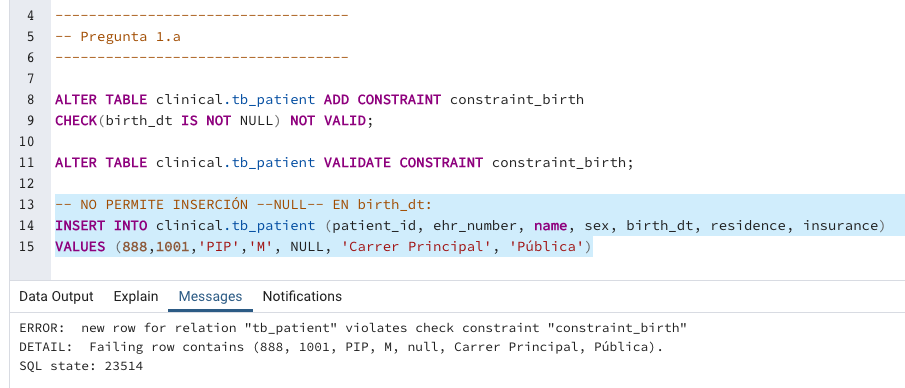 4 -----------------------------------
5 -- Pregunta 1.a
6 -----------------------------------
7
8 ALTER TABLE clinical.tb_patient ADD CONSTRAINT constraint_birth
9 CHECK(birth_dt IS NOT NULL) NOT VALID;
10
11 ALTER TABLE clinical.tb_patient VALIDATE CONSTRAINT constraint_birth;
12
13 -- NO PERMITE INSERCIÓN --NULL-- EN birth_dt:
14 INSERT INTO clinical.tb_patient (patient_id, ehr_number, name, sex, birth_dt, residence, insurance)
15 VALUES (888,1001,'PIP','M', NULL, 'Carrer Principal', 'Pública')
Data Output Explain Messages Notifications
ERROR:  new row for relation "tb_patient" violates check constraint "constraint_birth"
DETAIL:  Failing row contains (888, 1001, PIP, M, null, Carrer Principal, Pública).
SQL state: 23514